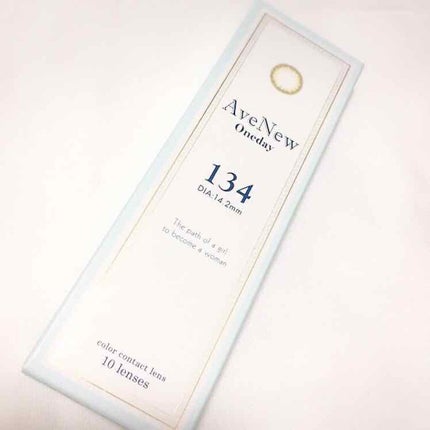 AveNew
Oneday
134
DIA:14.2mm
The path of a girl
to become a woman
color contact lens
10 lenses